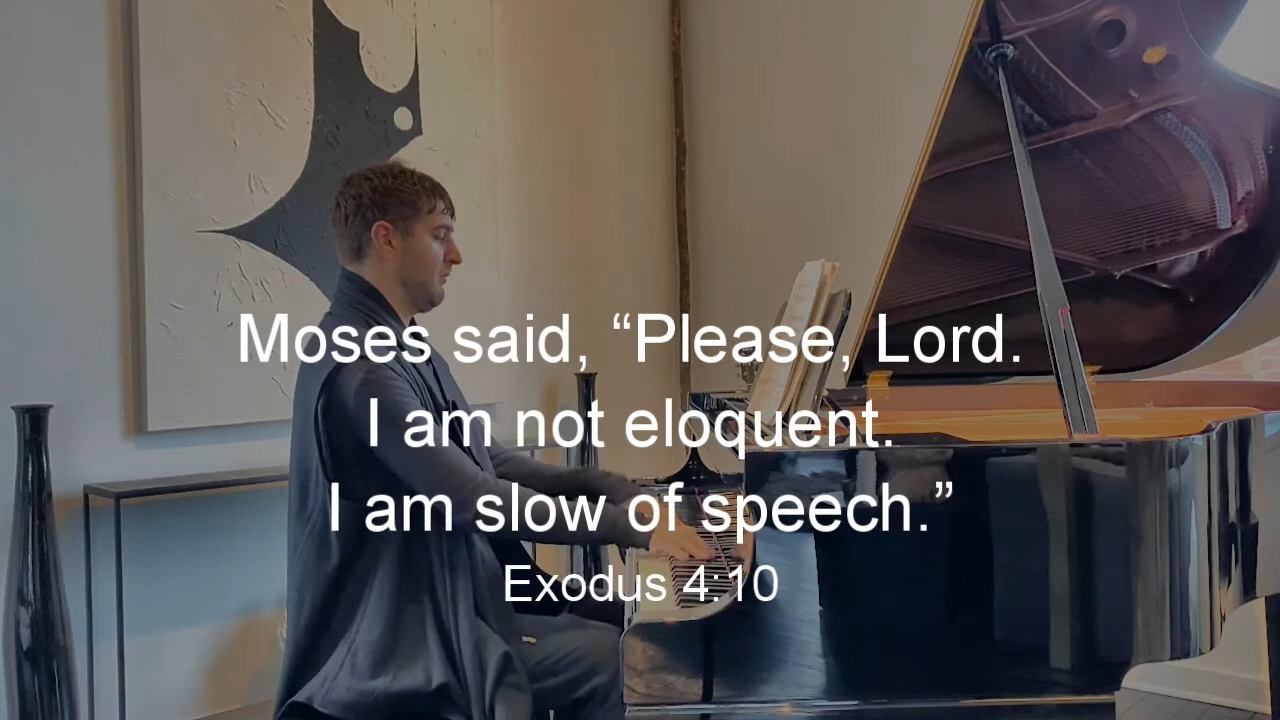 Moses said, “Please, Lord.
I am not eloquent.
I am slow of speech.”
Exodus 4:10